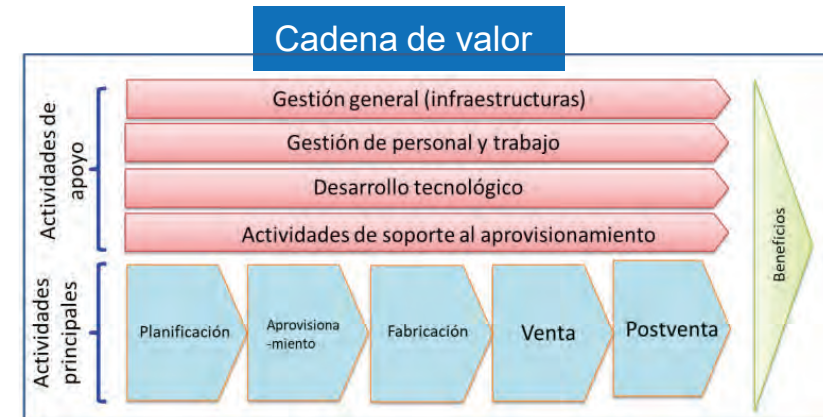 Cadena de valor
Actividades de
apoyo
Gestión general (infraestructuras)
Gestión de personal y trabajo
Desarrollo tecnológico
Actividades de soporte al aprovisionamiento
Actividades
principales
Planificación
Aprovisiona
-miento
Fabricación
Venta
Postventa
Beneficios